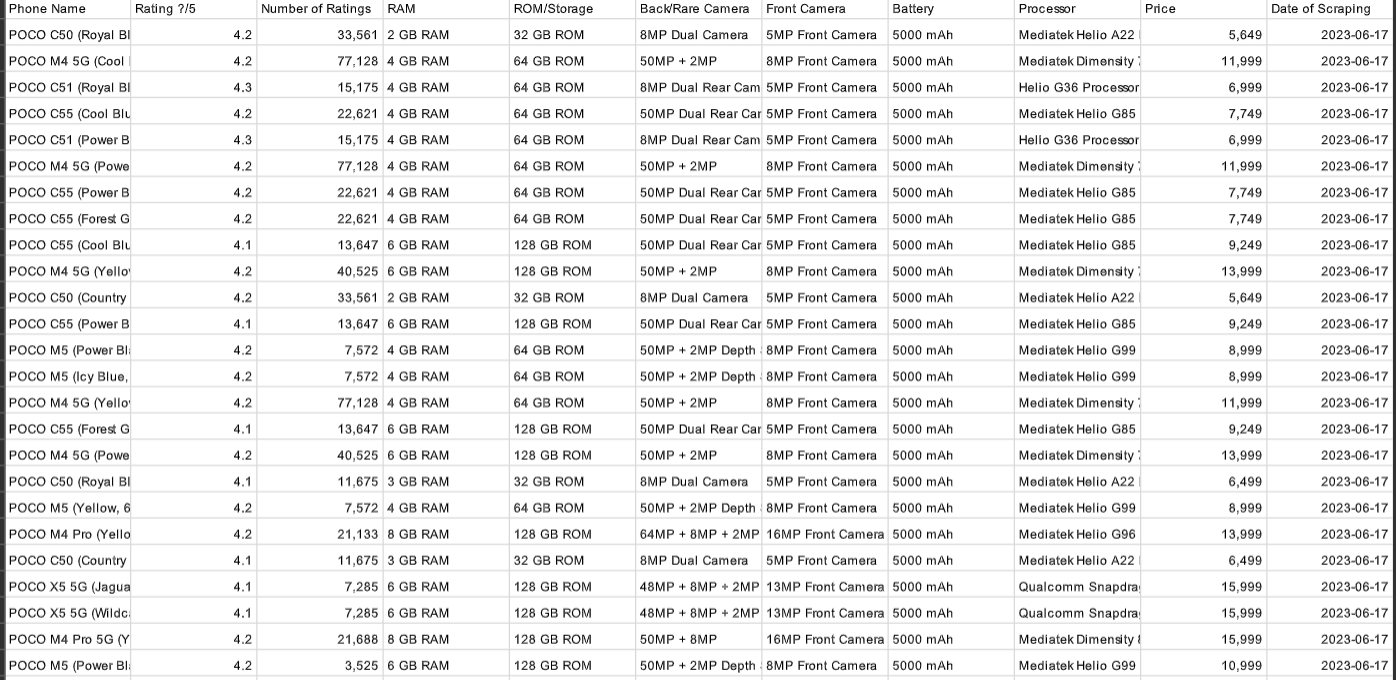 Phone Name Rating ?/5 Number of Ratings RAM ROM/Storage Back/Rare Camera Front Camera Battery Processor Price Date of Scraping
POCO C50 (Royal Bl 4.2 33,561 2 GB RAM 32 GB ROM 8MP Dual Camera 5MP Front Camera 5000 mAh Mediatek Helio A22 5,649 2023-06-17
POCO M4 5G (Cool 4.2 77,128 4 GB RAM 64 GB ROM 50MP + 2MP 8MP Front Camera 5000 mAh Mediatek Dimensity 11,999 2023-06-17
POCO C51 (Royal Bl 4.3 15,175 4 GB RAM 64 GB ROM 8MP Dual Rear Cam 5MP Front Camera 5000 mAh Helio G36 Processor 6,999 2023-06-17
POCO C55 (Cool Blu 4.2 22,621 4 GB RAM 64 GB ROM 50MP Dual Rear Car 5MP Front Camera 5000 mAh Mediatek Helio G85 7,749 2023-06-17
POCO C51 (Power B 4.3 15,175 4 GB RAM 64 GB ROM 8MP Dual Rear Cam 5MP Front Camera 5000 mAh Helio G36 Processor 6,999 2023-06-17
POCO M4 5G (Powe 4.2 77,128 4 GB RAM 64 GB ROM 50MP + 2MP 8MP Front Camera 5000 mAh Mediatek Dimensity 11,999 2023-06-17
POCO C55 (Power B 4.2 22,621 4 GB RAM 64 GB ROM 50MP Dual Rear Car 5MP Front Camera 5000 mAh Mediatek Helio G85 7,749 2023-06-17
POCO C55 (Forest G 4.2 22,621 4 GB RAM 64 GB ROM 50MP Dual Rear Car 5MP Front Camera 5000 mAh Mediatek Helio G85 7,749 2023-06-17
POCO C55 (Cool Blu 4.1 13,647 6 GB RAM 128 GB ROM 50MP Dual Rear Car 5MP Front Camera 5000 mAh Mediatek Helio G85 9,249 2023-06-17
POCO M4 5G (Yello 4.2 40,525 6 GB RAM 128 GB ROM 50MP + 2MP 8MP Front Camera 5000 mAh Mediatek Dimensity 13,999 2023-06-17
POCO C50 (Country 4.2 33,561 2 GB RAM 32 GB ROM 8MP Dual Camera 5MP Front Camera 5000 mAh Mediatek Helio A22 5,649 2023-06-17
POCO C55 (Power B 4.1 13,647 6 GB RAM 128 GB ROM 50MP Dual Rear Car 5MP Front Camera 5000 mAh Mediatek Helio G85 9,249 2023-06-17
POCO M5 (Power Bl 4.2 7,572 4 GB RAM 64 GB ROM 50MP + 2MP Depth 8MP Front Camera 5000 mAh Mediatek Helio G99 8,999 2023-06-17
POCO M5 (Icy Blue, 4.2 7,572 4 GB RAM 64 GB ROM 50MP + 2MP Depth 8MP Front Camera 5000 mAh Mediatek Helio G99 8,999 2023-06-17
POCO M4 5G (Yello 4.2 77,128 4 GB RAM 64 GB ROM 50MP + 2MP 8MP Front Camera 5000 mAh Mediatek Dimensity 11,999 2023-06-17
POCO C55 (Forest G 4.1 13,647 6 GB RAM 128 GB ROM 50MP Dual Rear Car 5MP Front Camera 5000 mAh Mediatek Helio G85 9,249 2023-06-17
POCO M4 5G (Powe 4.2 40,525 6 GB RAM 128 GB ROM 50MP + 2MP 8MP Front Camera 5000 mAh Mediatek Dimensity 13,999 2023-06-17
POCO C50 (Royal Bl 4.1 11,675 3 GB RAM 32 GB ROM 8MP Dual Camera 5MP Front Camera 5000 mAh Mediatek Helio A22 6,499 2023-06-17
POCO M5 (Yellow, 6 4.2 7,572 4 GB RAM 64 GB ROM 50MP + 2MP Depth 8MP Front Camera 5000 mAh Mediatek Helio G99 8,999 2023-06-17
POCO M4 Pro (Yello 4.2 21,133 8 GB RAM 128 GB ROM 64MP + 8MP + 2MP 16MP Front Camera 5000 mAh Mediatek Helio G96 13,999 2023-06-17
POCO C50 (Country 4.1 11,675 3 GB RAM 32 GB ROM 8MP Dual Camera 5MP Front Camera 5000 mAh Mediatek Helio A22 6,499 2023-06-17
POCO X5 5G (Jagua 4.1 7,285 6 GB RAM 128 GB ROM 48MP + 8MP + 2MP 13MP Front Camera 5000 mAh Qualcomm Snapdra 15,999 2023-06-17
POCO X5 5G (Wildc 4.1 7,285 6 GB RAM 128 GB ROM 48MP + 8MP + 2MP 13MP Front Camera 5000 mAh Qualcomm Snapdra 15,999 2023-06-17
POCO M4 Pro 5G (Y 4.2 21,688 8 GB RAM 128 GB ROM 50MP + 8MP 16MP Front Camera 5000 mAh Mediatek Dimensity 15,999 2023-06-17
POCO M5 (Power Bl 4.2 3,525 6 GB RAM 128 GB ROM 50MP + 2MP Depth 8MP Front Camera 5000 mAh Mediatek Helio G99 10,999 2023-06-17